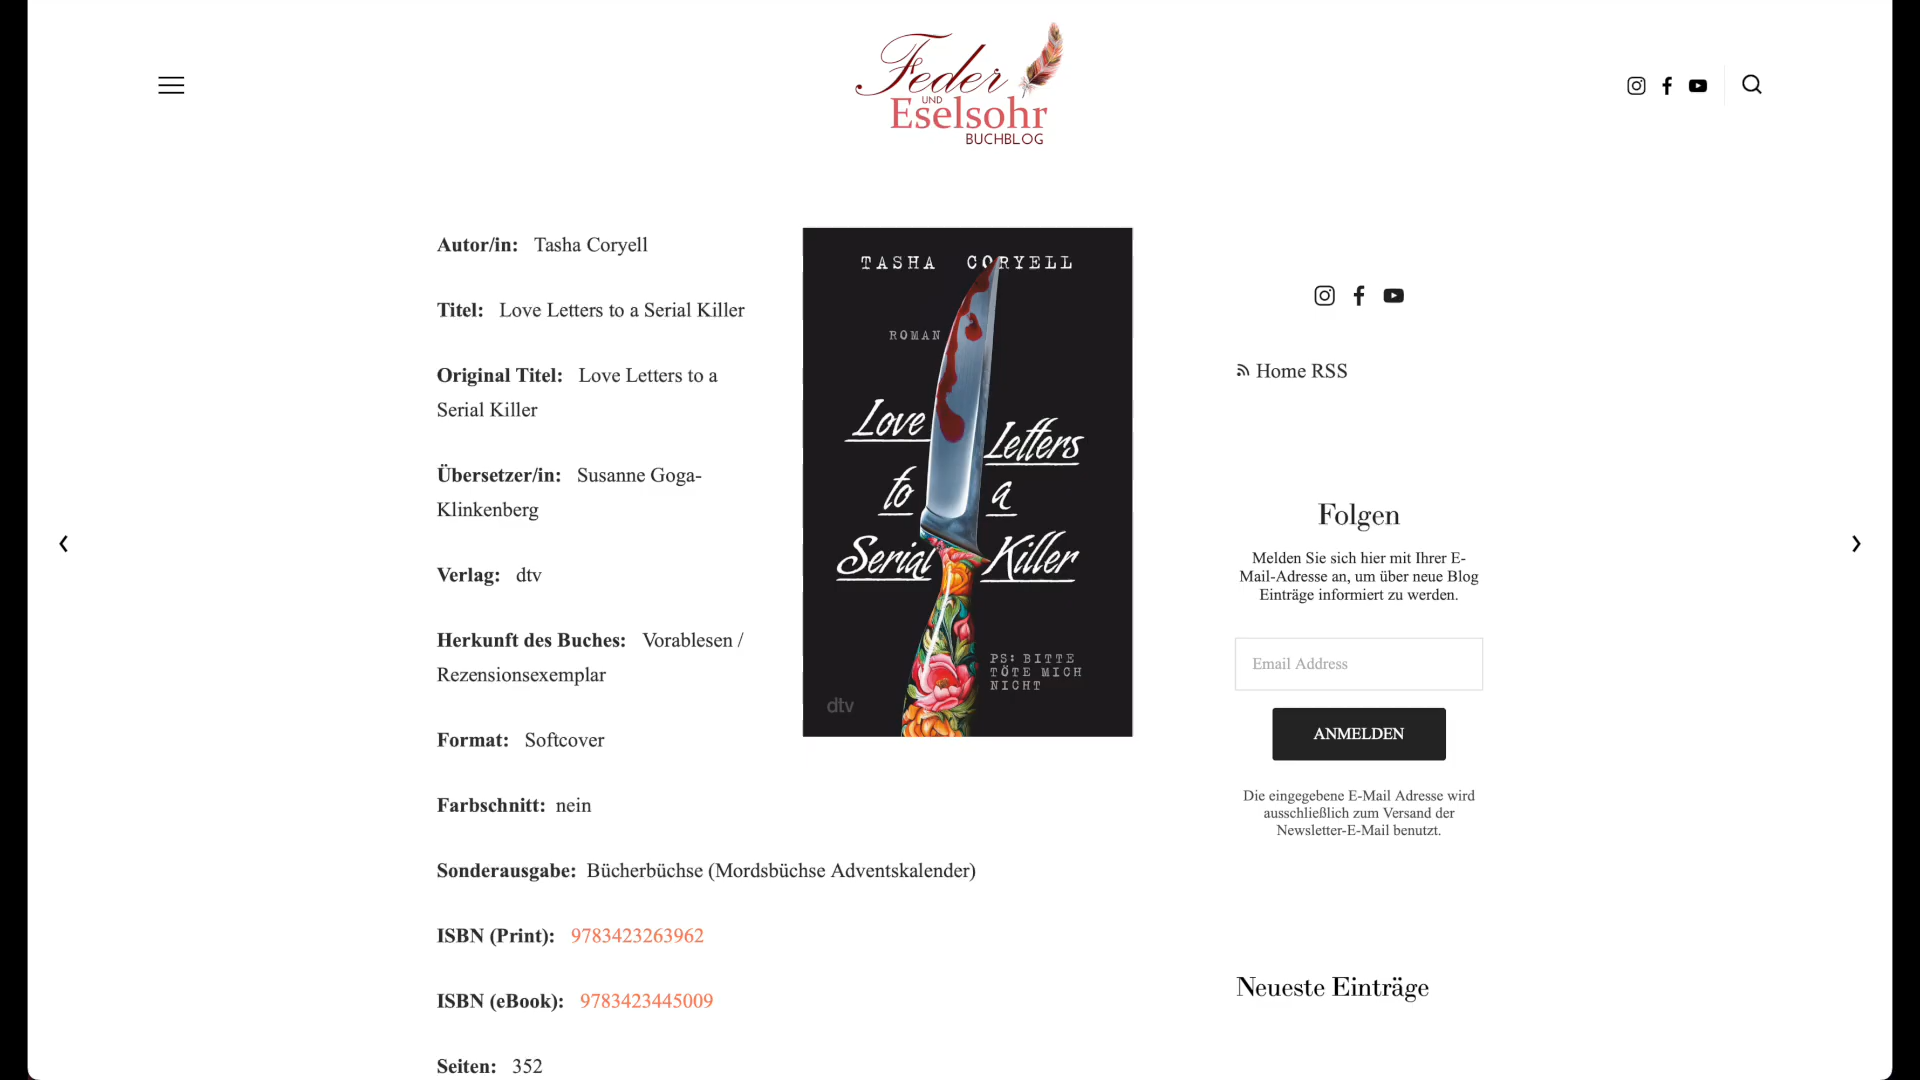 Feder
UND
Eselsohr
BUCHBLOG
Autor/in: Tasha Coryell
Titel: Love Letters to a Serial Killer
Original Titel: Love Letters to a
Serial Killer
Übersetzer/in: Susanne Goga-
Klinkenberg
Verlag: dtv
Herkunft des Buches: Vorablesen /
Rezensionsexemplar
Format: Softcover
Farbschnitt: nein
Sonderausgabe: Bücherbüchse (Mordsbüchse Adventskalender)
ISBN (Print): 9783423263962
ISBN (eBook): 9783423445009
Seiten: 352
TASHA CORYELL
ROMAN
Love Letters
to a
Serial Killer
PS: BITTE
TÖTE MICH
NICHT
dtv
Home RSS
Folgen
Melden Sie sich hier mit Ihrer E-
Mail-Adresse an, um über neue Blog
Einträge informiert zu werden.
Email Address
ANMELDEN
Die eingegebene E-Mail Adresse wird
ausschließlich zum Versand der
Newsletter-E-Mail benutzt.
Neueste Einträge